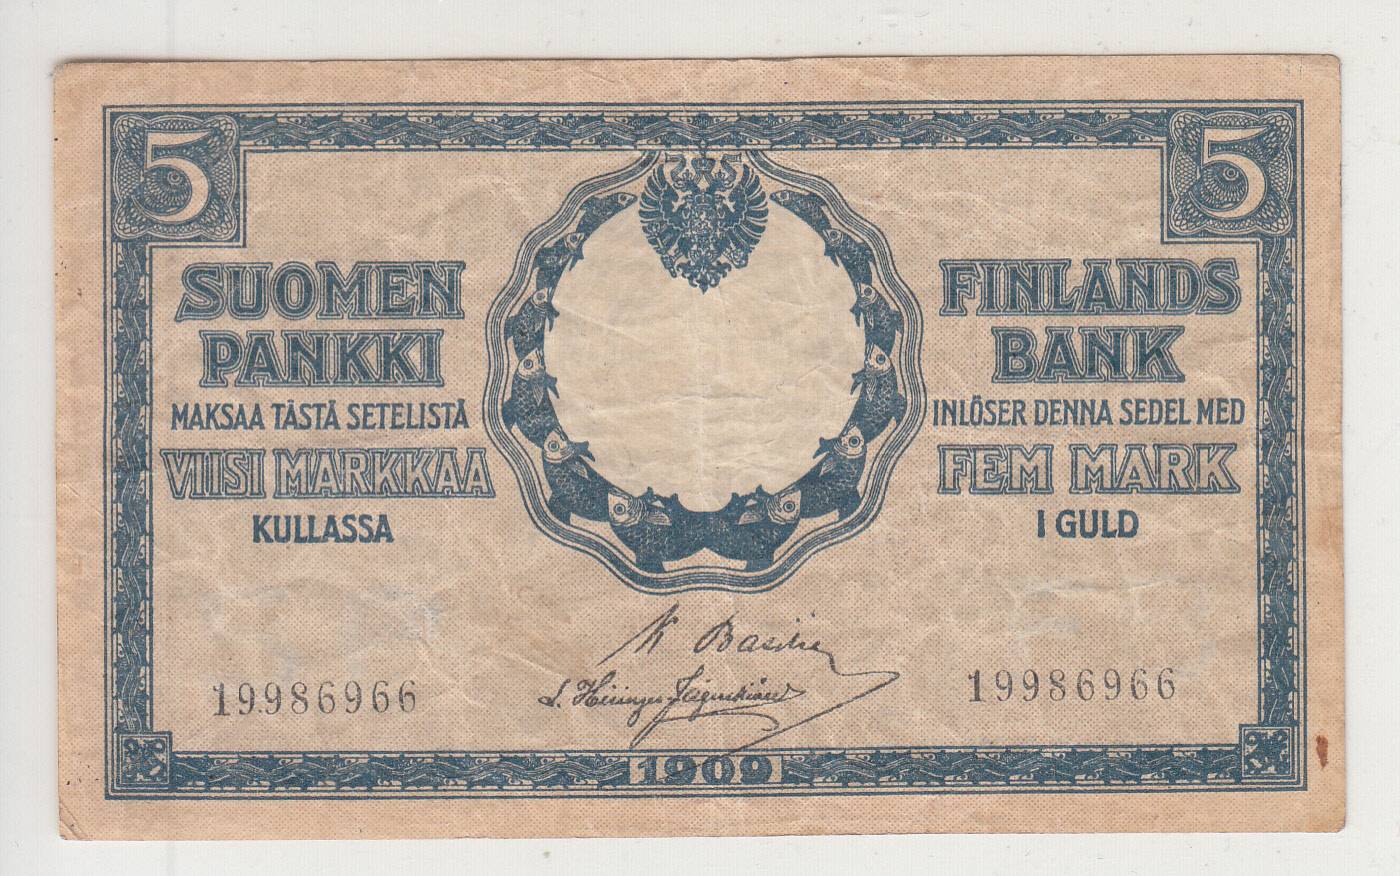 5
5
SUOMEN
PANKKI
MAKSAA TÄSTÄ SETELISTÄ
VIISI MARKKAA
KULLASSA
FINLANDS
BANK
INLÖSER DENNA SEDEL MED
FEM MARK
I GULD
N Basilie
19986966
19986966
1909